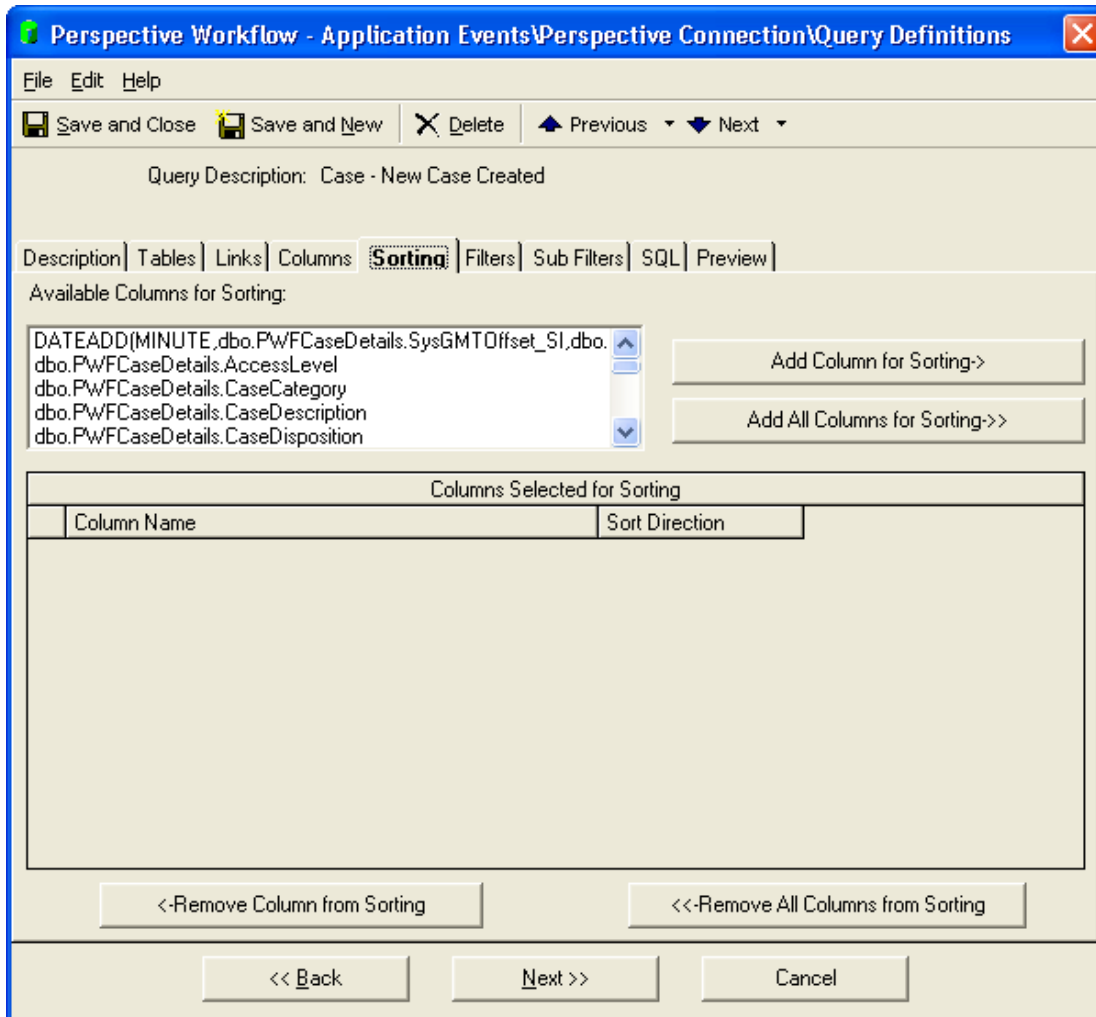 Perspective Workflow - Application Events\Perspective Connection\Query Definitions
File Edit Help
Save and Close Save and New Delete Previous Next
Query Description: Case - New Case Created
Description Tables Links Columns Sorting Filters Sub Filters SQL Preview
Available Columns for Sorting:
DATEADD(MINUTE,dbo.PWFCaseDetails.SysGMTOffset_SI,dbo.
dbo.PWFCaseDetails.AccessLevel
dbo.PWFCaseDetails.CaseCategory
dbo.PWFCaseDetails.CaseDescription
dbo.PWFCaseDetails.CaseDisposition
Add Column for Sorting->
Add All Columns for Sorting->>
Columns Selected for Sorting
Column Name Sort Direction
<-Remove Column from Sorting <<-Remove All Columns from Sorting
<< Back Next >> Cancel